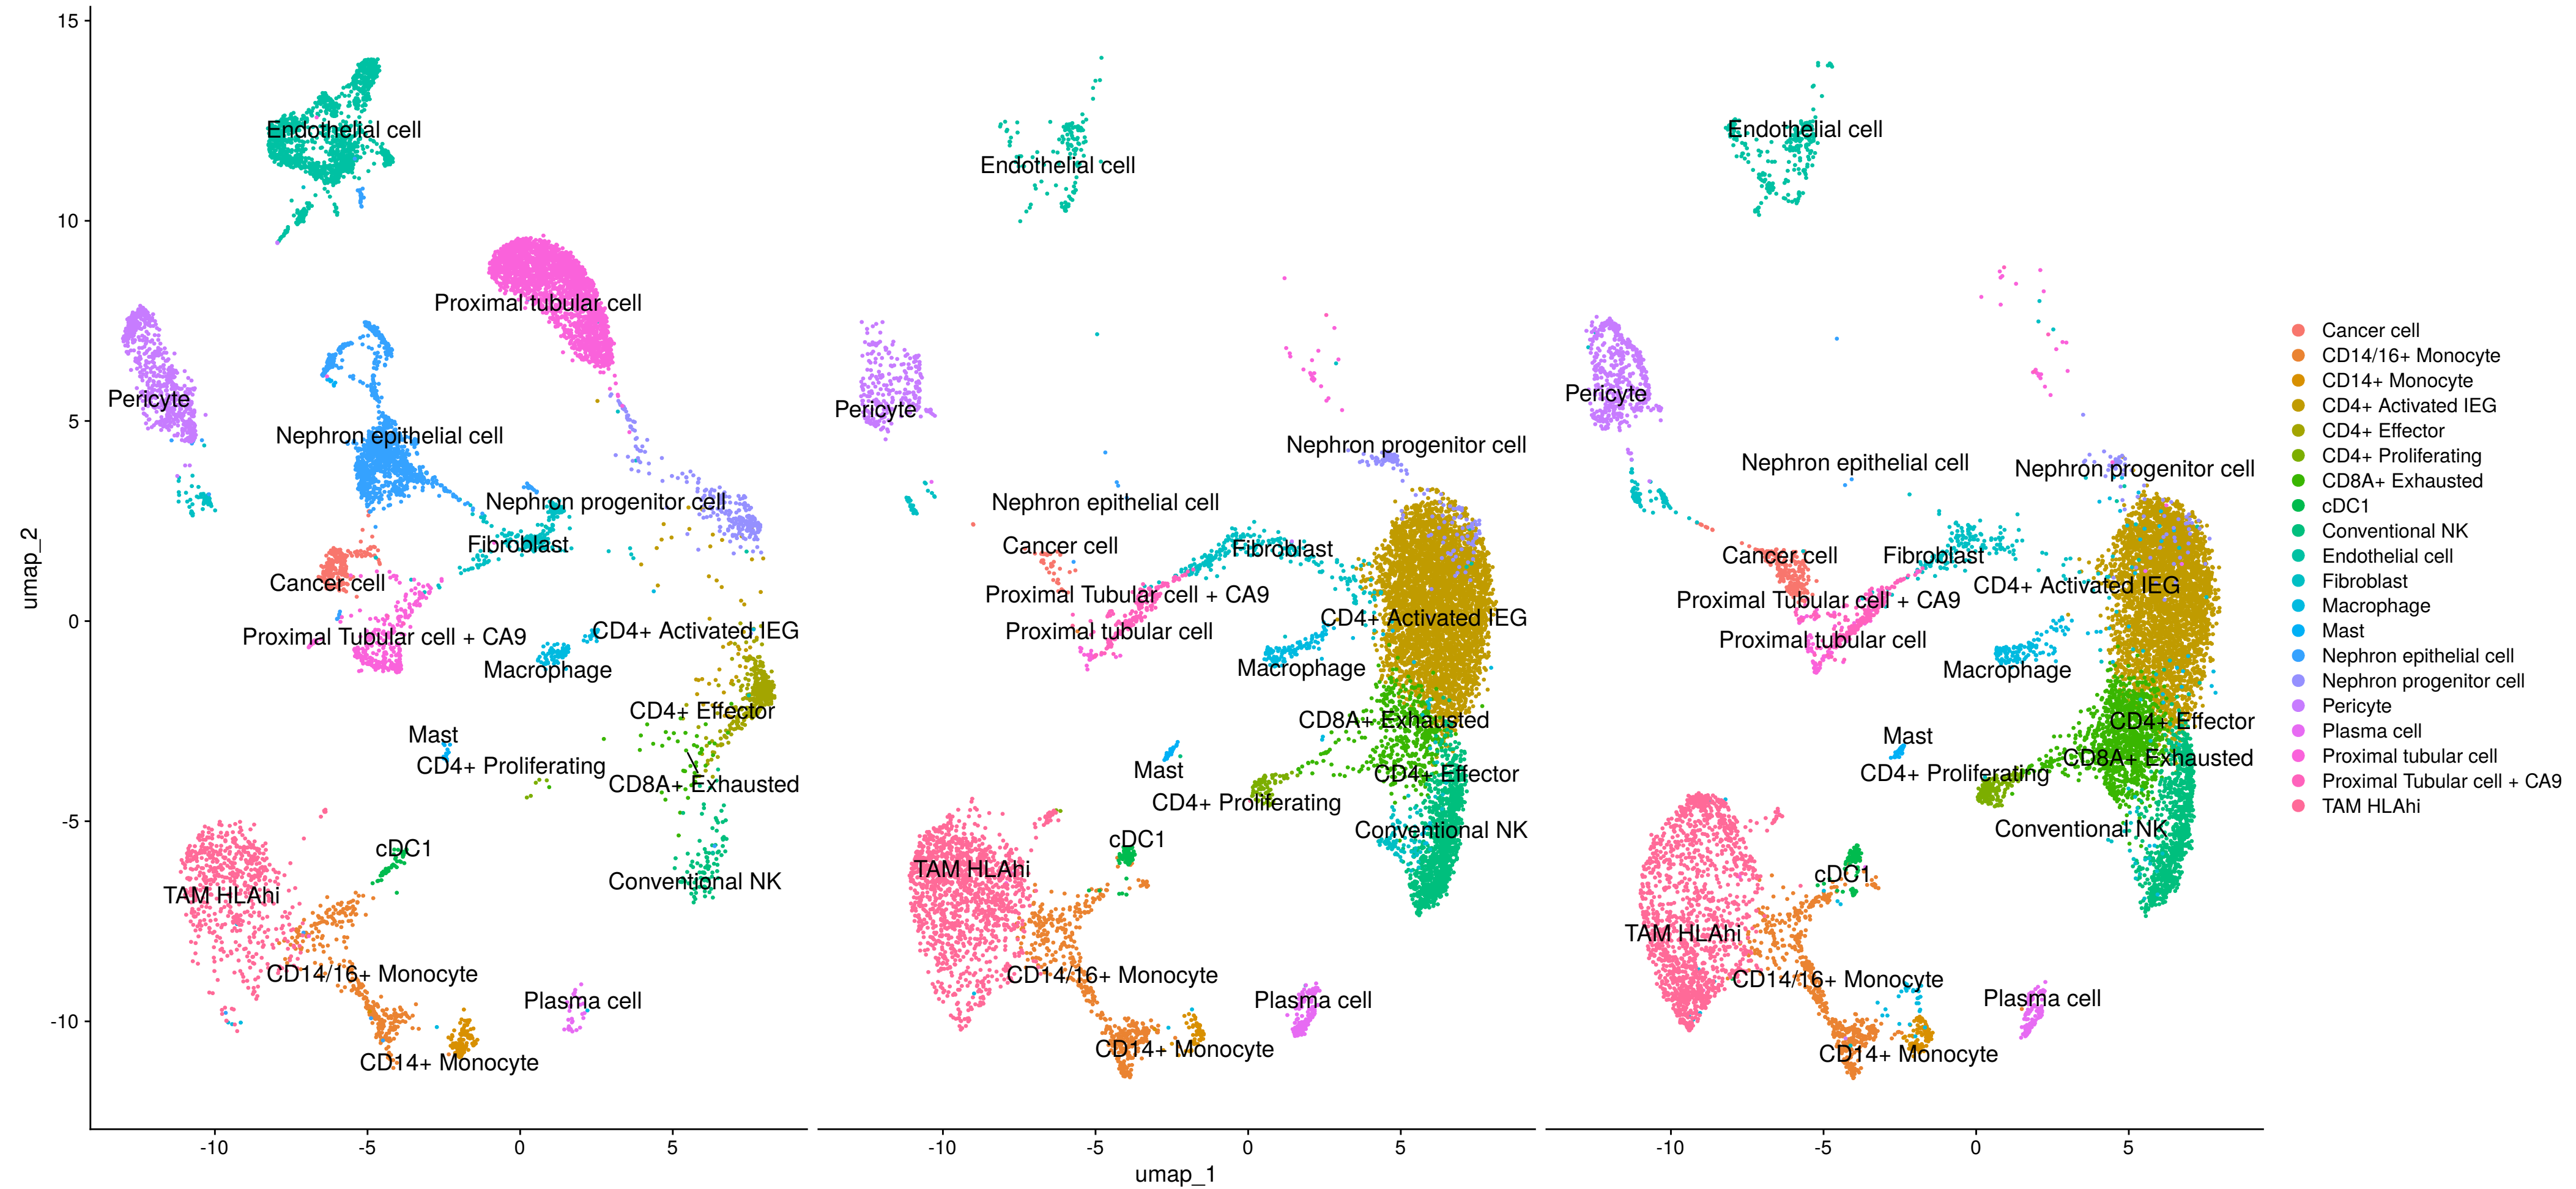 umap_2
15
10
5
0
-5
-10
Endothelial cell
Proximal tubular cell
Pericyte
Nephron epithelial cell
Nephron progenitor cell
Fibroblast
Cancer cell
Proximal Tubular cell + CA9
CD4+ Activated IEG
Macrophage
CD4+ Effector
Mast
CD4+ Proliferating
CD8A+ Exhausted
cDC1
Conventional NK
TAM HLAhi
CD14/16+ Monocyte
Plasma cell
CD14+ Monocyte
-10
-5
0
5
Endothelial cell
Pericyte
Nephron progenitor cell
Nephron epithelial cell
Cancer cell
Fibroblast
Proximal Tubular cell + CA9
CD4+ Activated IEG
Proximal tubular cell
Macrophage
CD8A+ Exhausted
Mast
CD4+ Effector
CD4+ Proliferating
Conventional NK
cDC1
TAM HLAhi
CD14/16+ Monocyte
Plasma cell
CD14+ Monocyte
-10
-5
0
5
umap_1
Endothelial cell
Pericyte
Nephron epithelial cell
Nephron progenitor cell
Cancer cell
Fibroblast
CD4+ Activated IEG
Proximal Tubular cell + CA9
Proximal tubular cell
Macrophage
CD4+ Effector
Mast
CD8A+ Exhausted
CD4+ Proliferating
Conventional NK
cDC1
TAM HLAhi
CD14/16+ Monocyte
Plasma cell
CD14+ Monocyte
-10
-5
0
5
Cancer cell
CD14/16+ Monocyte
CD14+ Monocyte
CD4+ Activated IEG
CD4+ Effector
CD4+ Proliferating
CD8A+ Exhausted
cDC1
Conventional NK
Endothelial cell
Fibroblast
Macrophage
Mast
Nephron epithelial cell
Nephron progenitor cell
Pericyte
Plasma cell
Proximal tubular cell
Proximal Tubular cell + CA9
TAM HLAhi